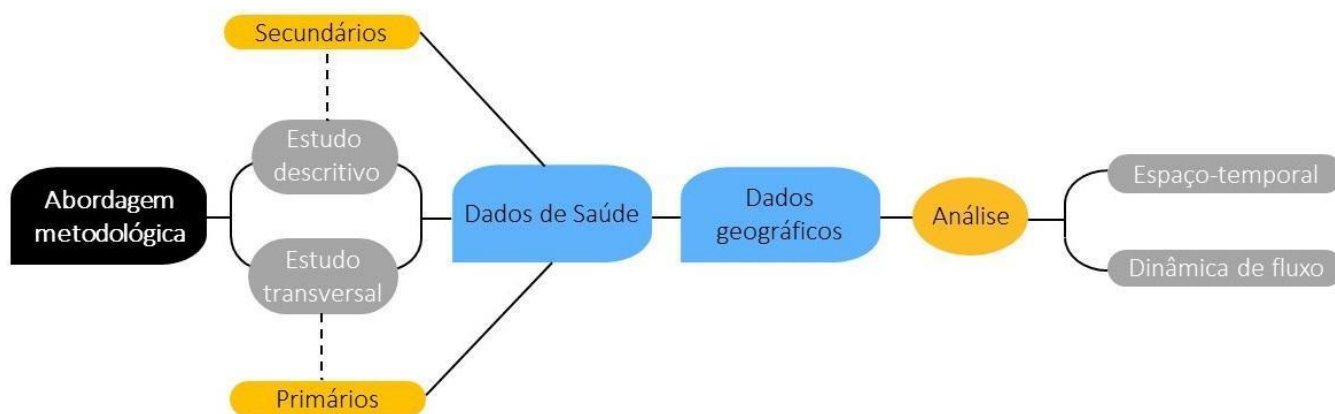 Secundários
Estudo
descritivo
Abordagem
metodológica
Estudo
transversal
Primários
Dados de Saúde
Dados
geográficos
Análise
Espaço-temporal
Dinâmica de fluxo